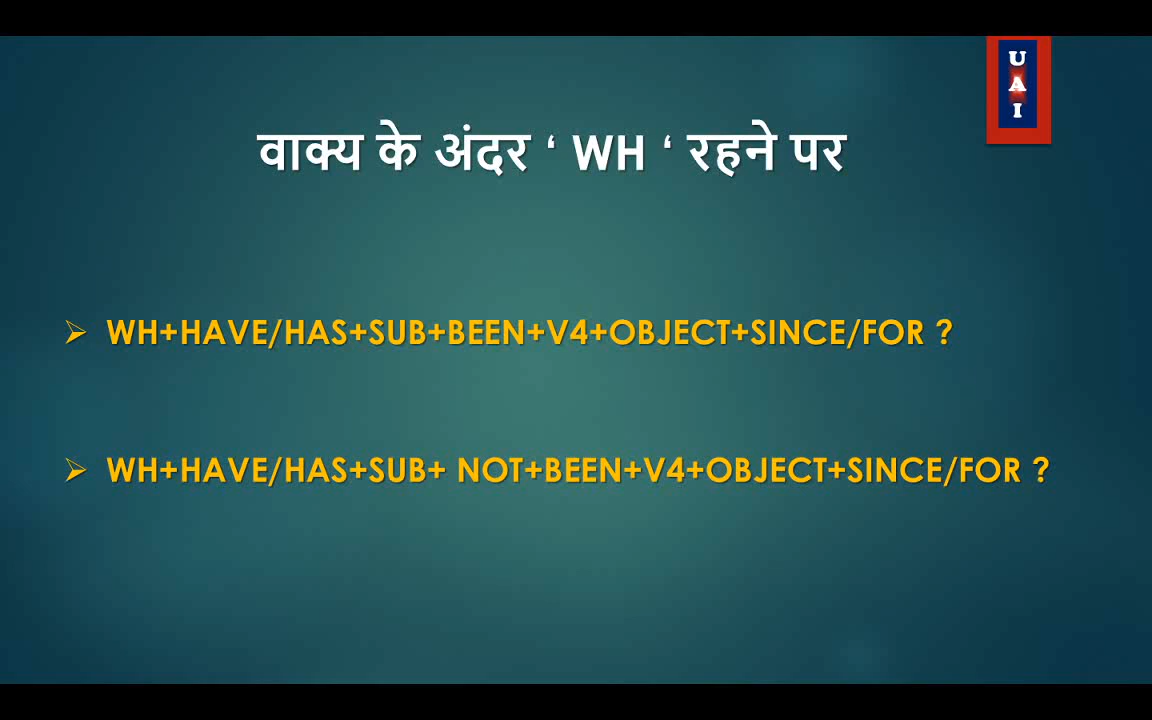 U
A
I
वाक्य के अंदर ‘ WH ‘ रहने पर
WH+HAVE/HAS+SUB+BEEN+V4+OBJECT+SINCE/FOR ?
WH+HAVE/HAS+SUB+ NOT+BEEN+V4+OBJECT+SINCE/FOR ?